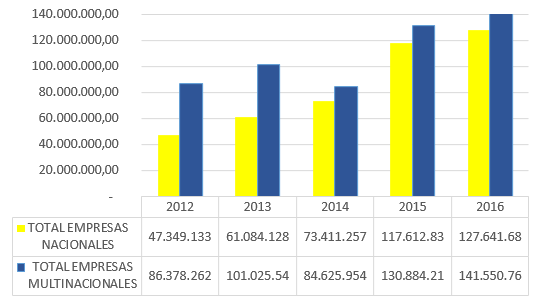 140.000.000,00
120.000.000,00
100.000.000,00
80.000.000,00
60.000.000,00
40.000.000,00
20.000.000,00
-
2012 2013 2014 2015 2016
TOTAL EMPRESAS
NACIONALES
47.349.133 61.084.128 73.411.257 117.612.83 127.641.68
TOTAL EMPRESAS
MULTINACIONALES
86.378.262 101.025.54 84.625.954 130.884.21 141.550.76